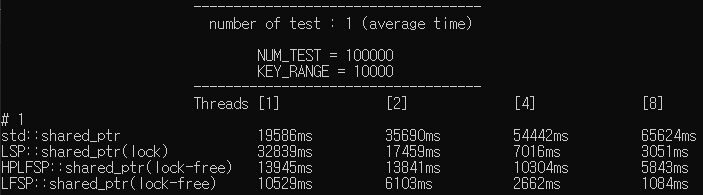 -----------------------------------
number of test : 1 (average time)
NUM_TEST = 100000
KEY_RANGE = 10000
-----------------------------------
Threads [1] [2] [4] [8]
# 1
std::shared_ptr 19586ms 35690ms 54442ms 65624ms
LSP::shared_ptr(lock) 32839ms 17459ms 7016ms 3051ms
HPLFSP::shared_ptr(lock-free) 13945ms 13841ms 10304ms 5843ms
LFSP::shared_ptr(lock-free) 10529ms 6103ms 2662ms 1084ms